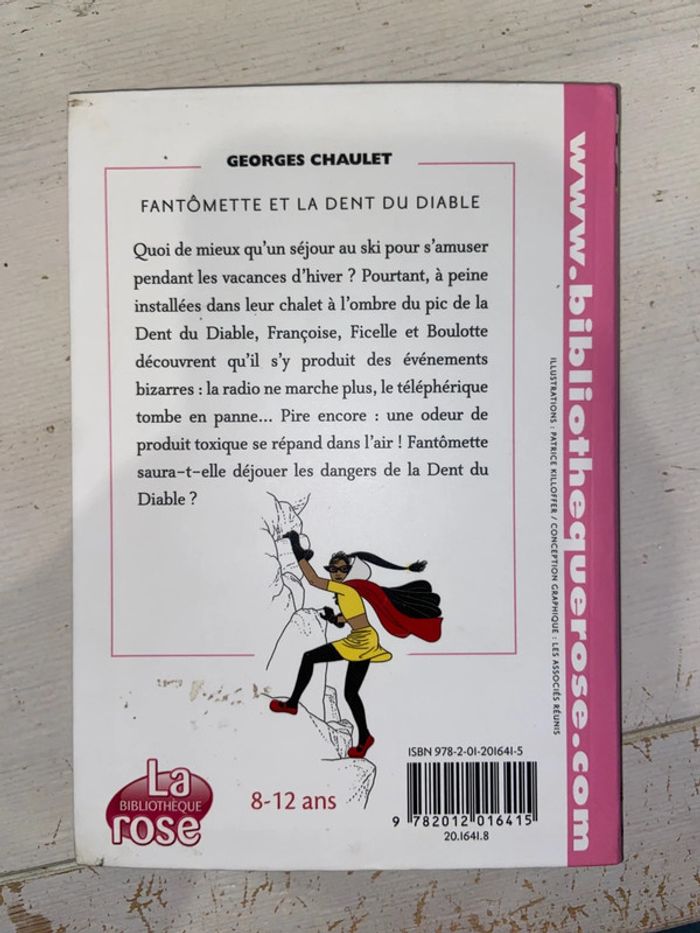 GEORGES CHAULET
FANTÔMETTE ET LA DENT DU DIABLE
Quoi de mieux qu'un séjour au ski pour s'amuser
pendant les vacances d'hiver ? Pourtant, à peine
installées dans leur chalet à l'ombre du pic de la
Dent du Diable, Françoise, Ficelle et Boulotte
découvrent qu'il s'y produit des événements
bizarres : la radio ne marche plus, le téléphérique
tombe en panne... Pire encore : une odeur de
produit toxique se répand dans l'air ! Fantômette
saura-t-elle déjouer les dangers de la Dent du
Diable ?
La
BIBLIOTHÈQUE
rose
8-12 ans
ISBN 978-2-01-201641-5
9 782012 016415
20.1641.8
ILLUSTRATIONS : PATRICE KILLOFFER / CONCEPTION GRAPHIQUE : LES ASSOCIÉS RÉUNIS
www.bibliothequerose.com